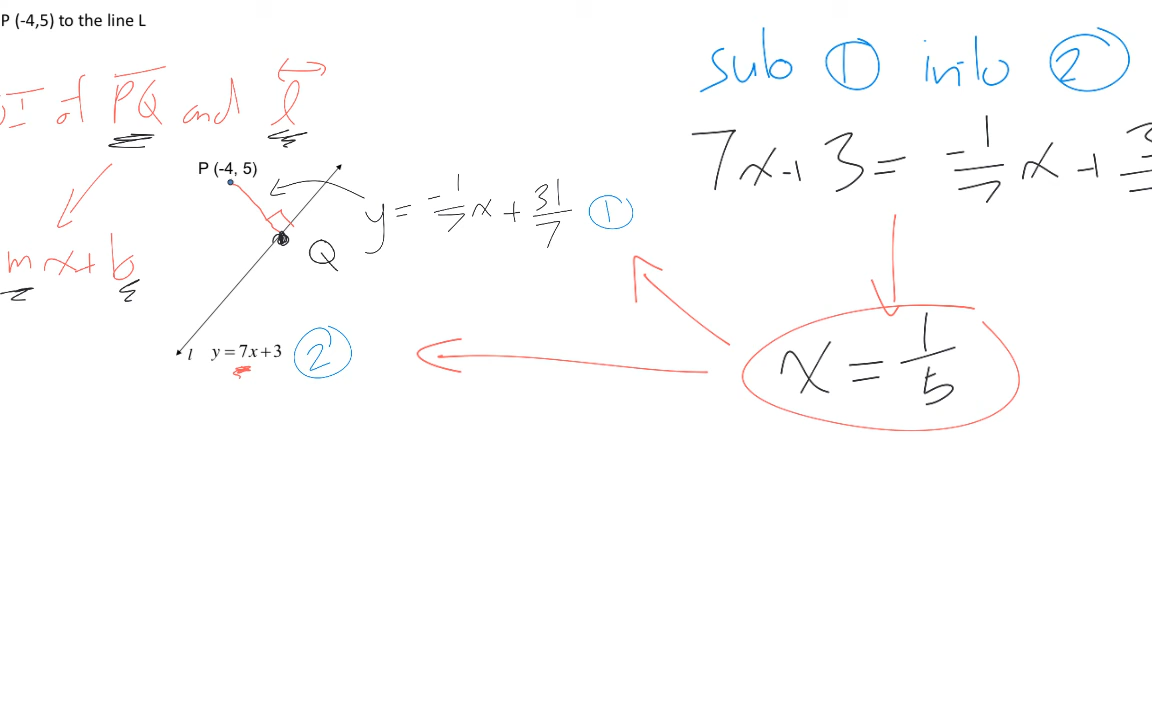 P (-4,5) to the line L
of PQ and l
P (-4, 5)
y = -1/7 x + 31/7 ①
mx + b
Q
l y = 7x+3 ②
sub ① into ②
7x + 3 = -1/7 x + 3
x = 1/5